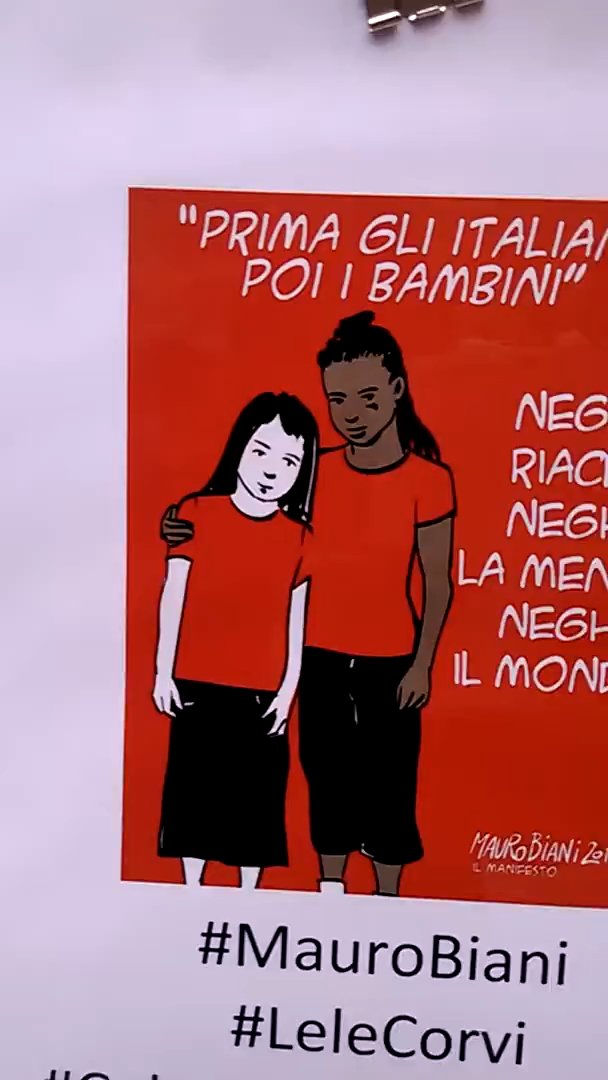 "PRIMA GLI ITALIAN
POI I BAMBINI"
NEG
RIAC
NEGH
LA MEN
NEGH
IL MOND
MAURO BIANI 201
IL MANIFESTO
#MauroBiani
#LeleCorvi